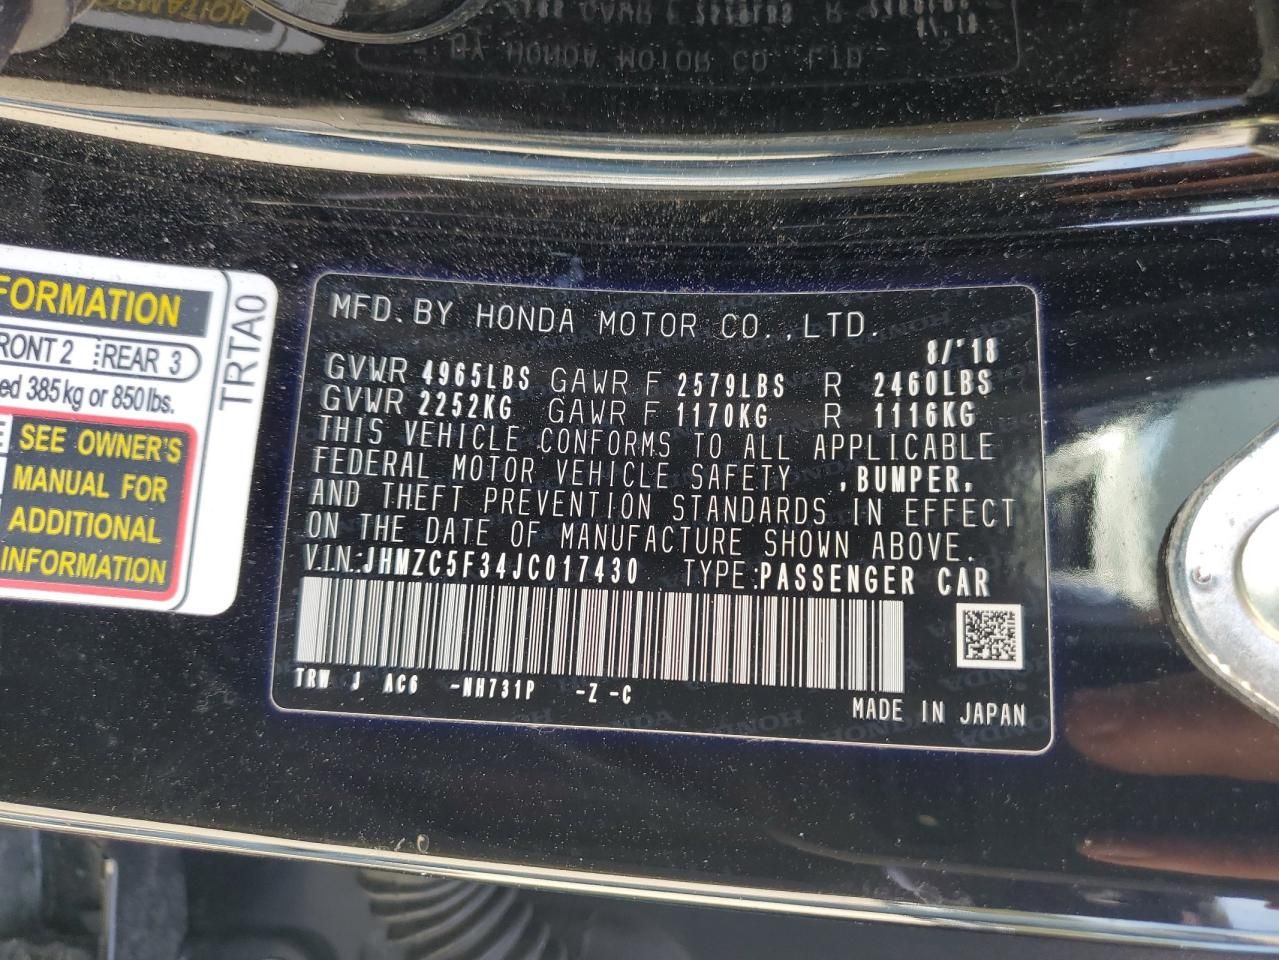 FORMATION
RONT 2 REAR 3
ed 385 kg or 850 lbs.
SEE OWNER'S
MANUAL FOR
ADDITIONAL
INFORMATION
TRTA0
MFD. BY HONDA MOTOR CO.,LTD.
8/'18
GVWR 4965LBS GAWR F 2579LBS R 2460LBS
GVWR 2252KG GAWR F 1170KG R 1116KG
THIS VEHICLE CONFORMS TO ALL APPLICABLE
FEDERAL MOTOR VEHICLE SAFETY ,BUMPER,
AND THEFT PREVENTION STANDARDS IN EFFECT
ON THE DATE OF MANUFACTURE SHOWN ABOVE.
V.I.N.:JHMZC5F34JC017430 TYPE:PASSENGER CAR
TRW J AC6 -NH731P -Z -C
MADE IN JAPAN